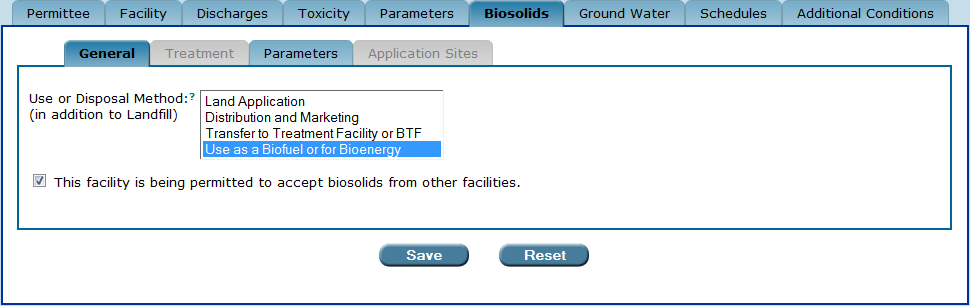 Permittee Facility Discharges Toxicity Parameters Biosolids Ground Water Schedules Additional Conditions
General Treatment Parameters Application Sites
Use or Disposal Method:?
(in addition to Landfill)
Land Application
Distribution and Marketing
Transfer to Treatment Facility or BTF
Use as a Biofuel or for Bioenergy
This facility is being permitted to accept biosolids from other facilities.
Save Reset